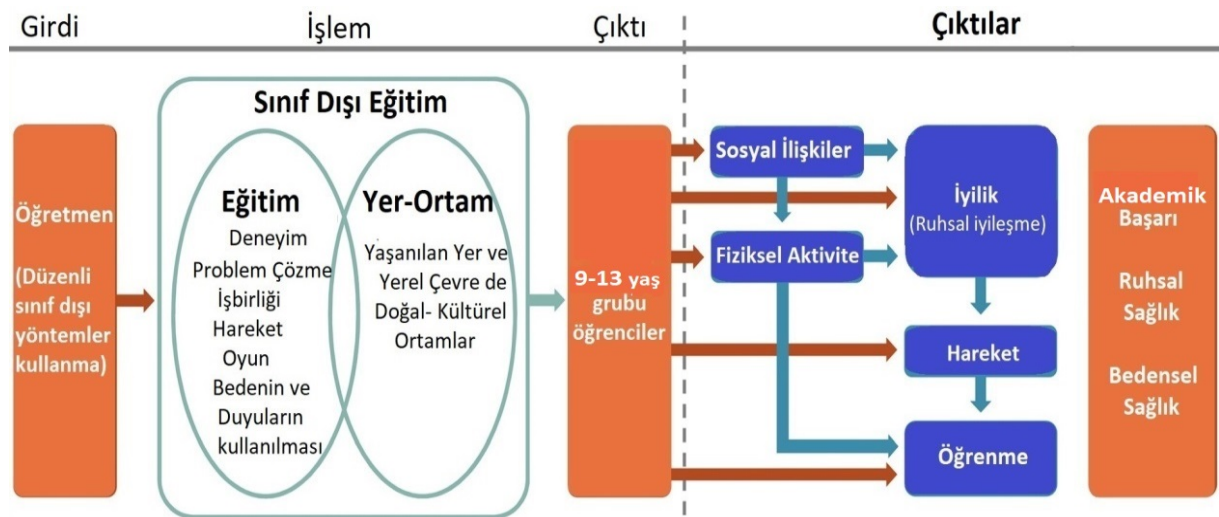 Girdi
İşlem
Çıktı
Çıktılar
Öğretmen
(Düzenli
sınıf dışı
yöntemler
kullanma)
Sınıf Dışı Eğitim
Eğitim
Deneyim
Problem Çözme
İşbirliği
Hareket
Oyun
Bedenin ve
Duyuların
kullanılması
Yer-Ortam
Yaşanılan Yer ve
Yerel Çevre de
Doğal- Kültürel
Ortamlar
9-13 yaş
grubu
öğrenciler
Sosyal İlişkiler
Fiziksel Aktivite
İyilik
(Ruhsal iyileşme)
Hareket
Öğrenme
Akademik
Başarı
Ruhsal
Sağlık
Bedensel
Sağlık